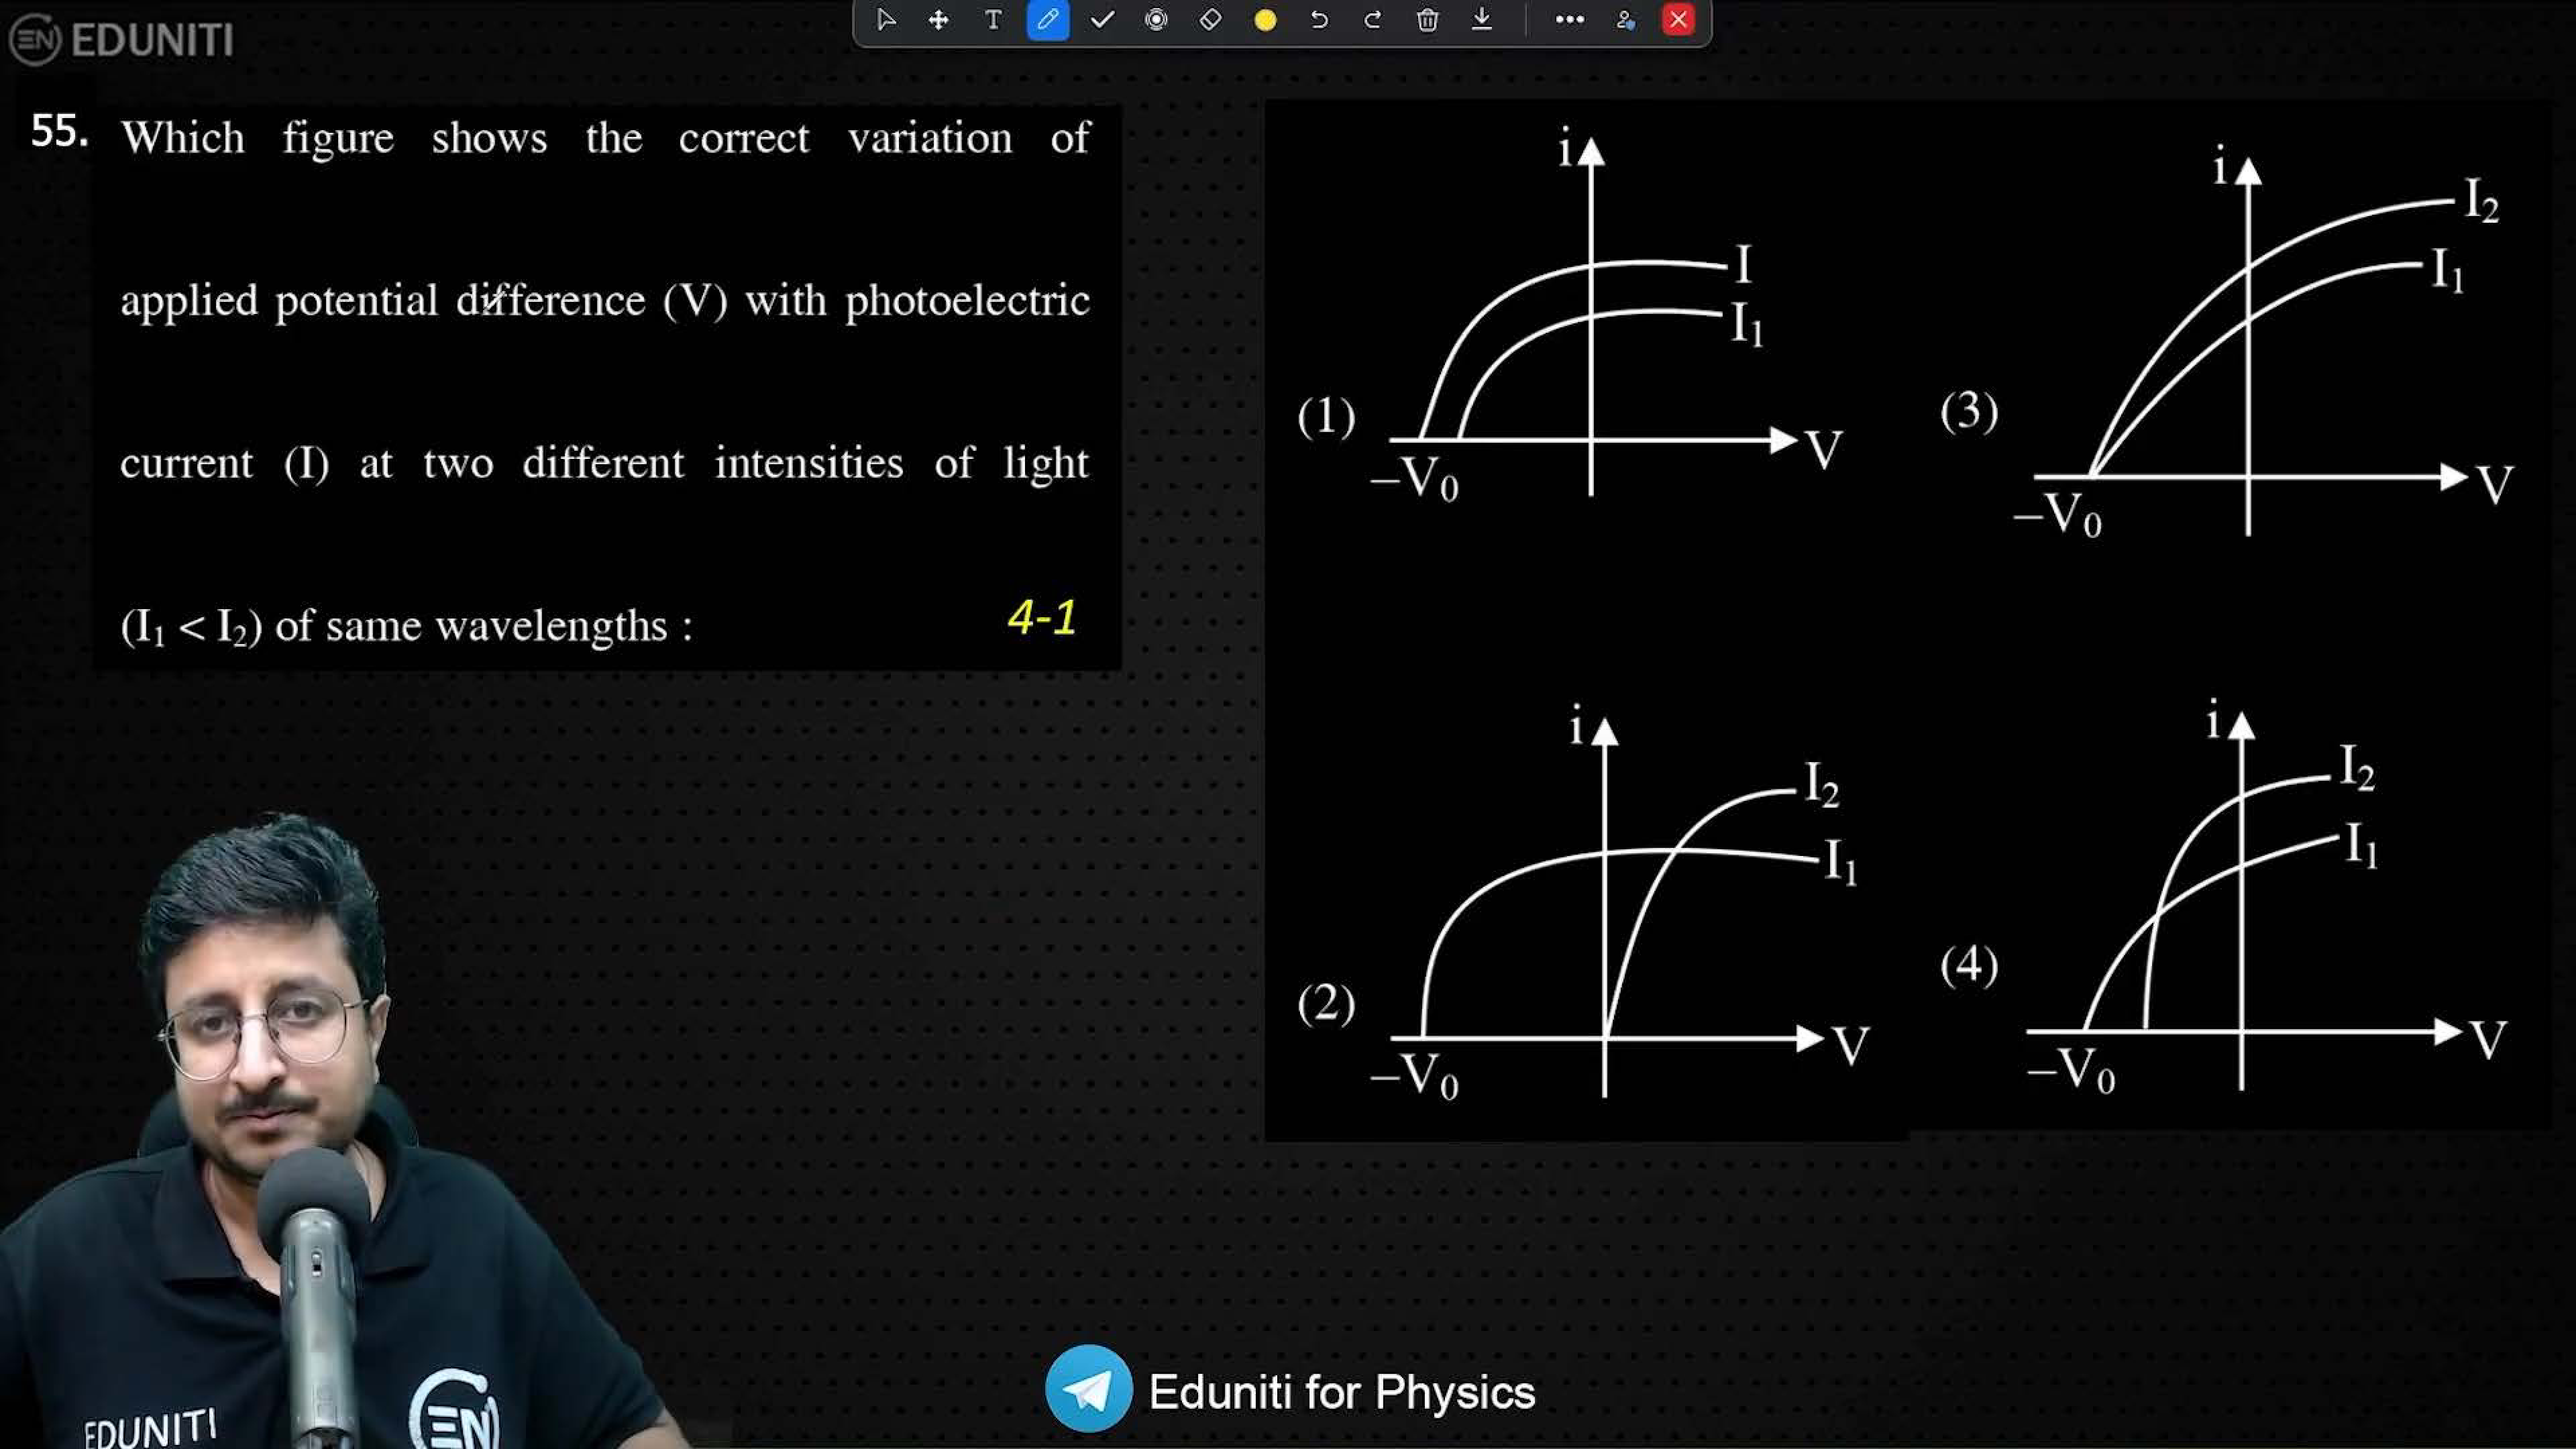 EN EDUNITI
T
55. Which figure shows the correct variation of
applied potential difference (V) with photoelectric
current (I) at two different intensities of light
(I₁ < I₂) of same wavelengths :
4-1
i
I
I₁
(1)
V
–V₀
i
I₂
I₁
(3)
V
–V₀
i
I₂
I₁
(2)
V
–V₀
i
I₂
I₁
(4)
V
–V₀
EDUNITI
EN
Eduniti for Physics